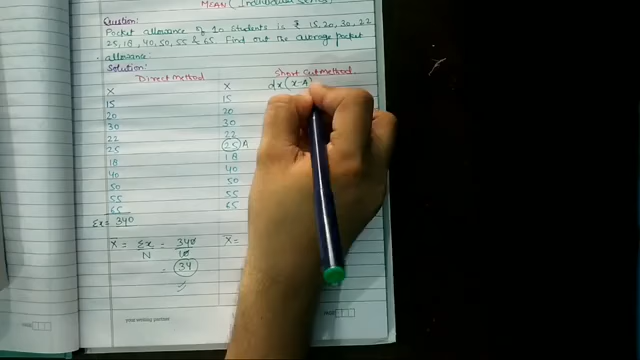 MEAN (Individual Series)
Question:
Pocket allowance of 10 students is ₹ 15, 20, 30, 22
25, 18, 40, 50, 55 & 65. Find out the average pocket
allowance.
Solution:
Direct method
X
15
20
30
22
25
18
40
50
55
65
Σx = 340
X̄ = Σx / N = 340 / 10
34
Short cut method
X dx (x-A)
15
20
30
22
25 A
18
40
50
55
65
X̄ =